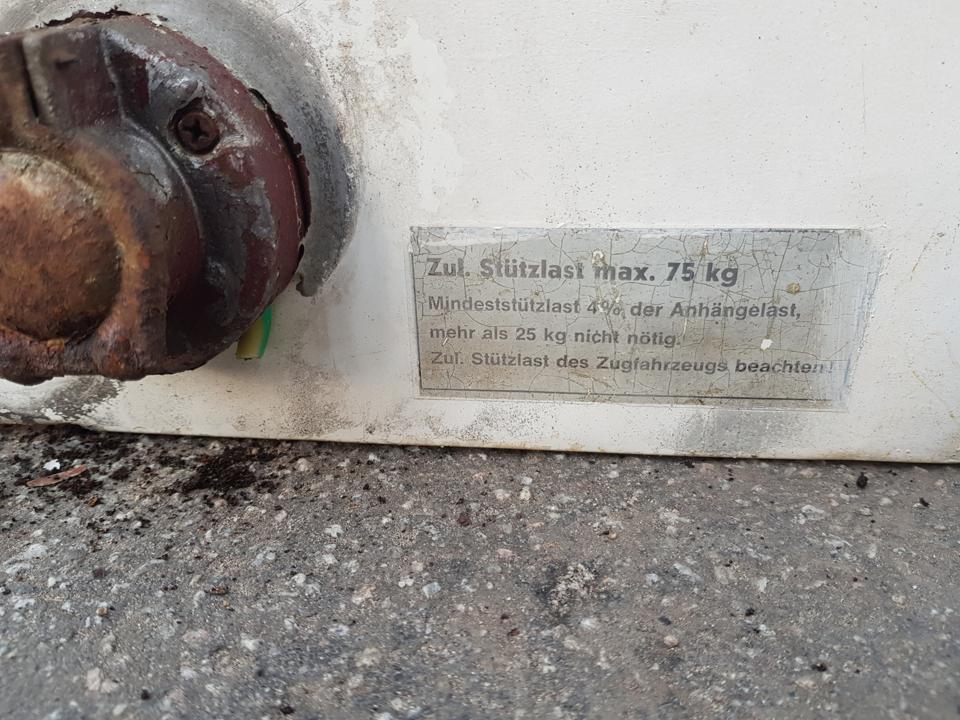 Zul. Stützlast max. 75 kg
Mindeststützlast 4% der Anhängelast,
mehr als 25 kg nicht nötig.
Zul. Stützlast des Zugfahrzeugs beachten!